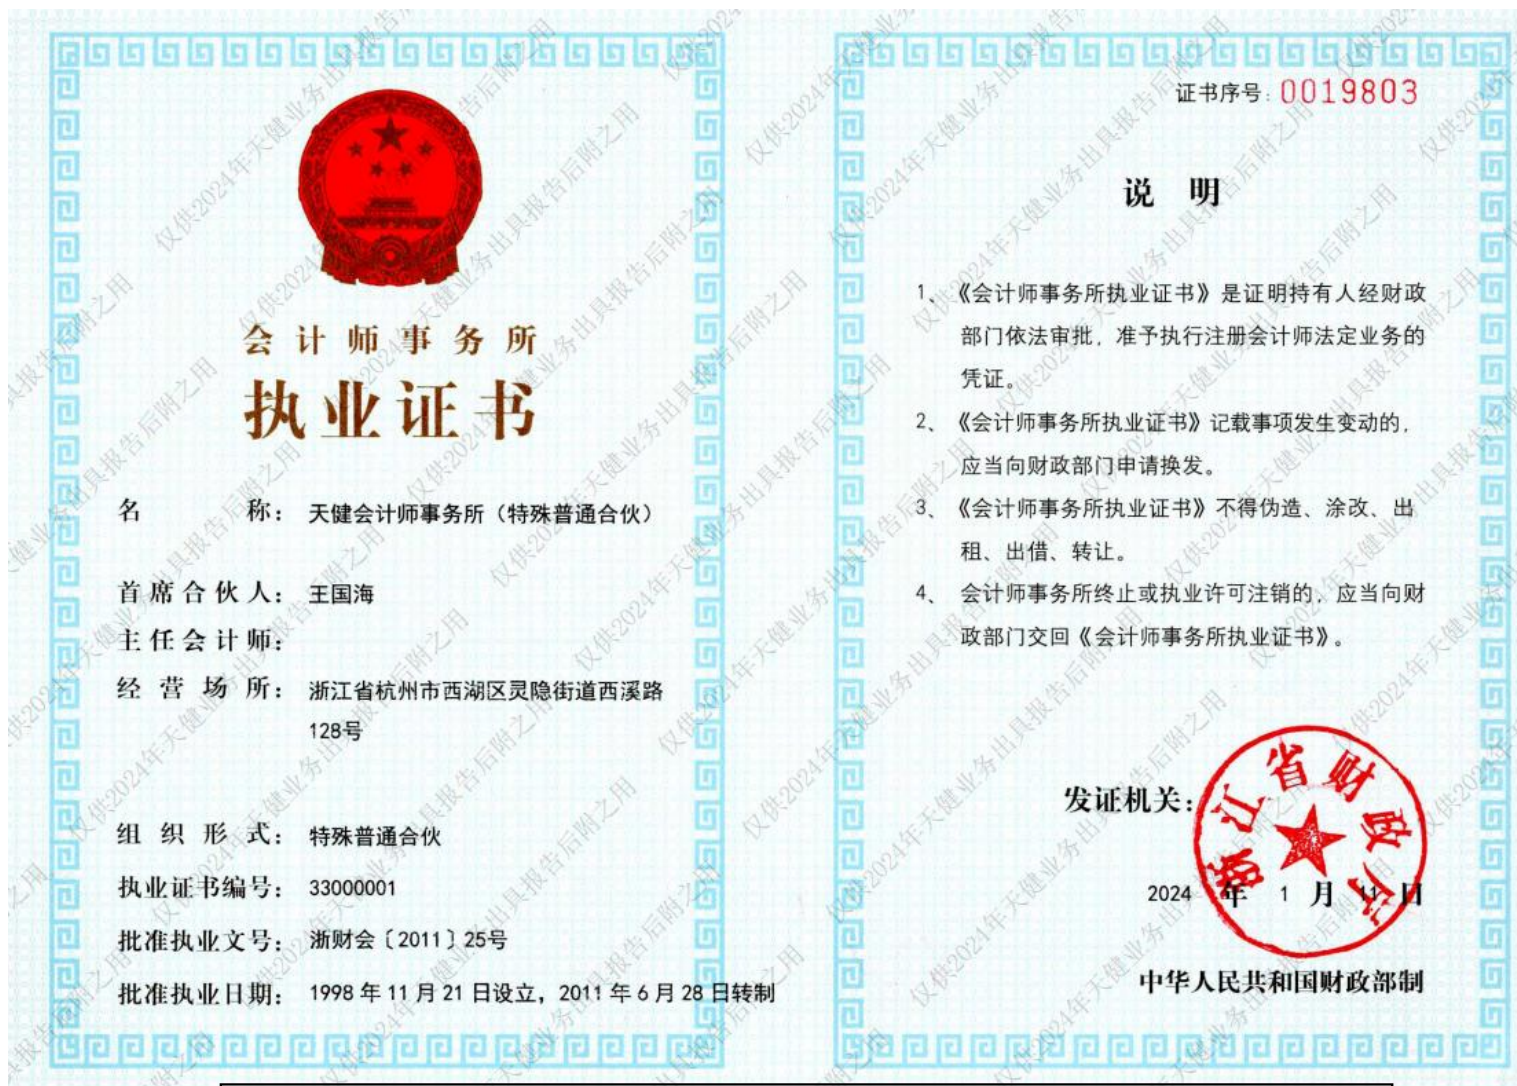 会计师事务所
执业证书
名称：天健会计师事务所（特殊普通合伙）
首席合伙人：王国海
主任会计师：
经营场所：浙江省杭州市西湖区灵隐街道西溪路
128号
组织形式：特殊普通合伙
执业证书编号：33000001
批准执业文号：浙财会〔2011〕25号
批准执业日期：1998年11月21日设立，2011年6月28日转制
证书序号：0019803
说 明
1、《会计师事务所执业证书》是证明持有人经财政
部门依法审批，准予执行注册会计师法定业务的
凭证。
2、《会计师事务所执业证书》记载事项发生变动的，
应当向财政部门申请换发。
3、《会计师事务所执业证书》不得伪造、涂改、出
租、出借、转让。
4、会计师事务所终止或执业许可注销的，应当向财
政部门交回《会计师事务所执业证书》。
发证机关：
浙江省财政厅
2024年1月11日
中华人民共和国财政部制
仅供2024年天健业务出具报告后附之用